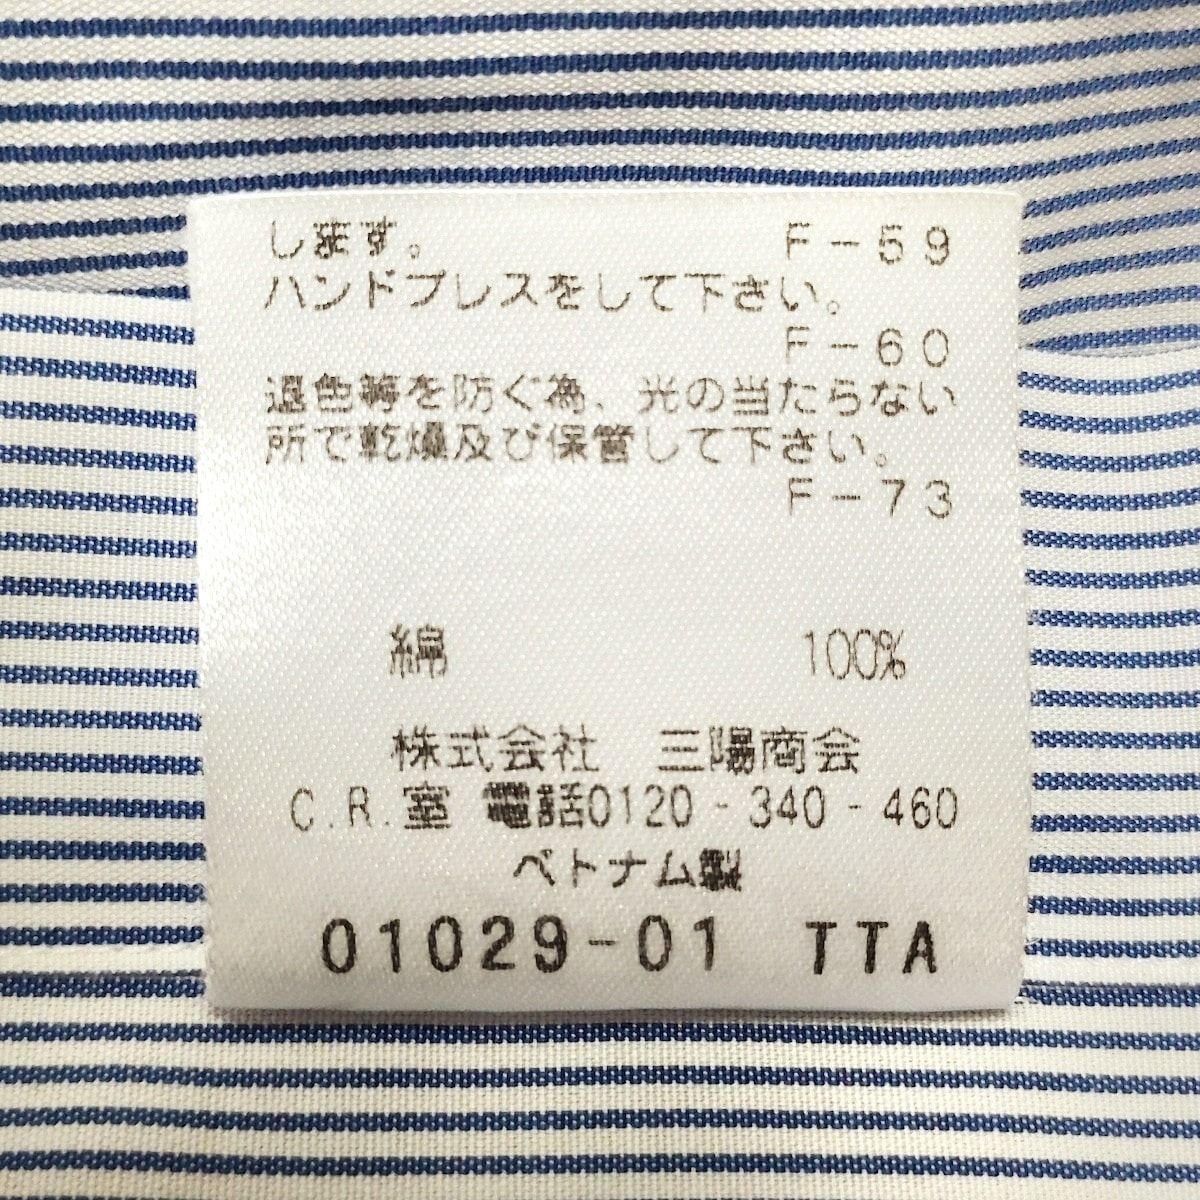 します。 F-59
ハンドプレスをして下さい。
F-60
退色等を防ぐ為、光の当たらない
所で乾燥及び保管して下さい。
F-73
綿 100%
株式会社 三陽商会
C.R.室 電話0120-340-460
ベトナム製
01029-01 TTA